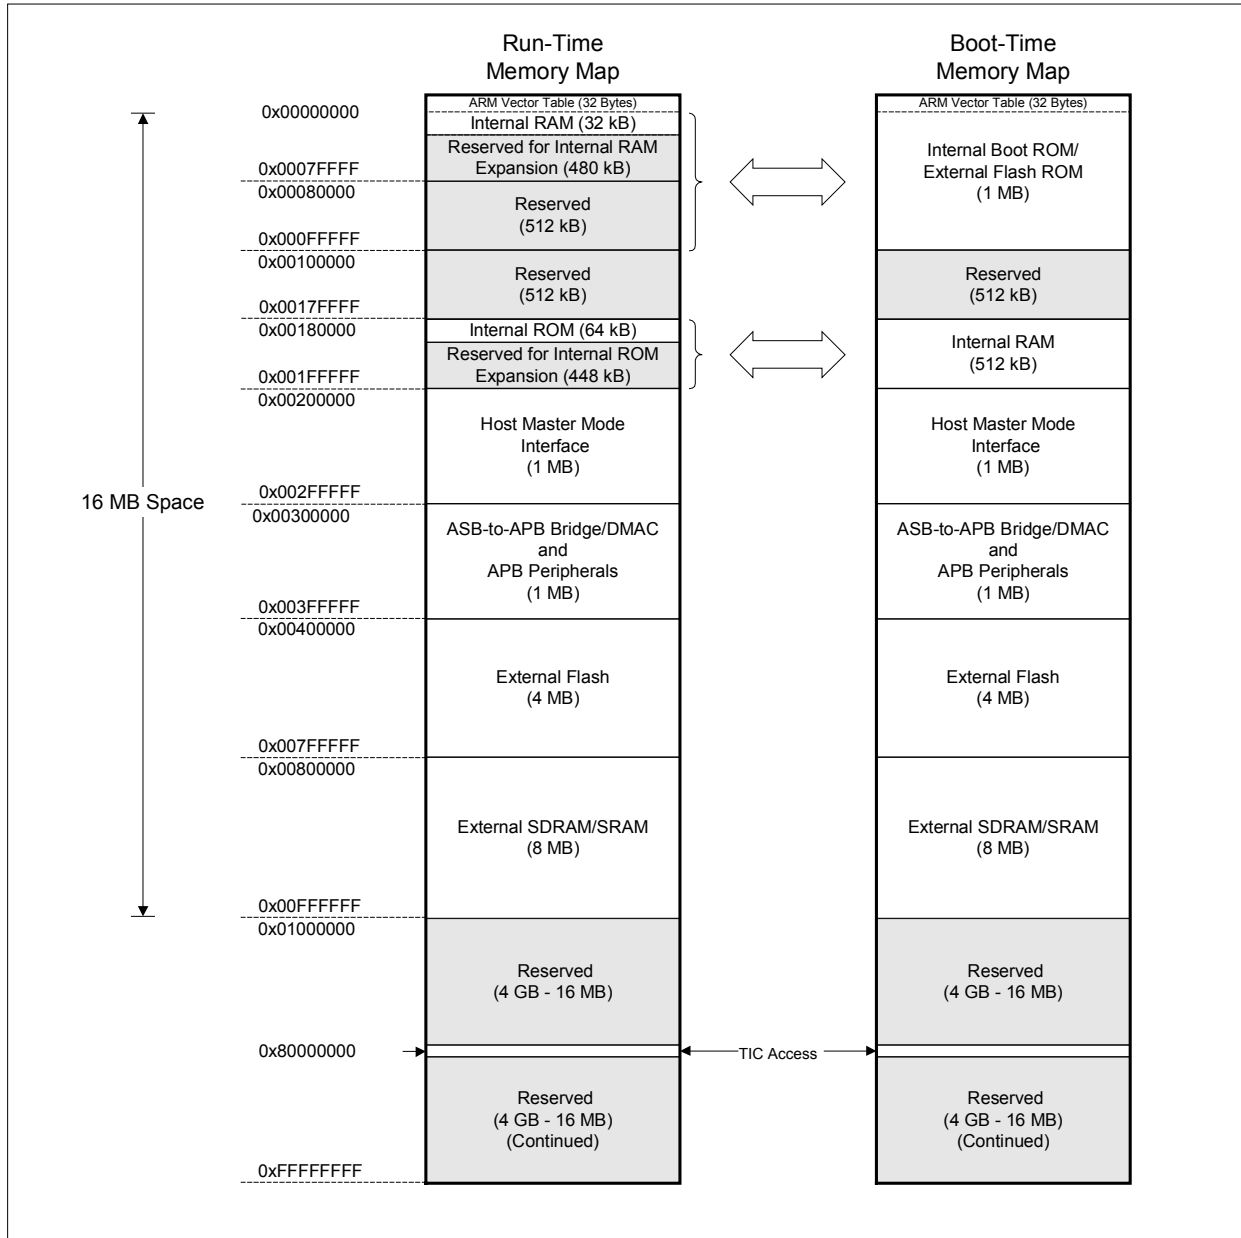 Run-Time
Memory Map
Boot-Time
Memory Map
ARM Vector Table (32 Bytes)
ARM Vector Table (32 Bytes)
0x00000000
Internal RAM (32 kB)
Reserved for Internal RAM
Expansion (480 kB)
Internal Boot ROM/
External Flash ROM
(1 MB)
0x0007FFFF
0x00080000
Reserved
(512 kB)
0x000FFFFF
0x00100000
Reserved
(512 kB)
Reserved
(512 kB)
0x0017FFFF
0x00180000
Internal ROM (64 kB)
Reserved for Internal ROM
Expansion (448 kB)
Internal RAM
(512 kB)
0x001FFFFF
0x00200000
Host Master Mode
Interface
(1 MB)
Host Master Mode
Interface
(1 MB)
16 MB Space
0x002FFFFF
0x00300000
ASB-to-APB Bridge/DMAC
and
APB Peripherals
(1 MB)
ASB-to-APB Bridge/DMAC
and
APB Peripherals
(1 MB)
0x003FFFFF
0x00400000
External Flash
(4 MB)
External Flash
(4 MB)
0x007FFFFF
0x00800000
External SDRAM/SRAM
(8 MB)
External SDRAM/SRAM
(8 MB)
0x00FFFFFF
0x01000000
Reserved
(4 GB - 16 MB)
Reserved
(4 GB - 16 MB)
0x80000000
TIC Access
Reserved
(4 GB - 16 MB)
(Continued)
Reserved
(4 GB - 16 MB)
(Continued)
0xFFFFFFFF